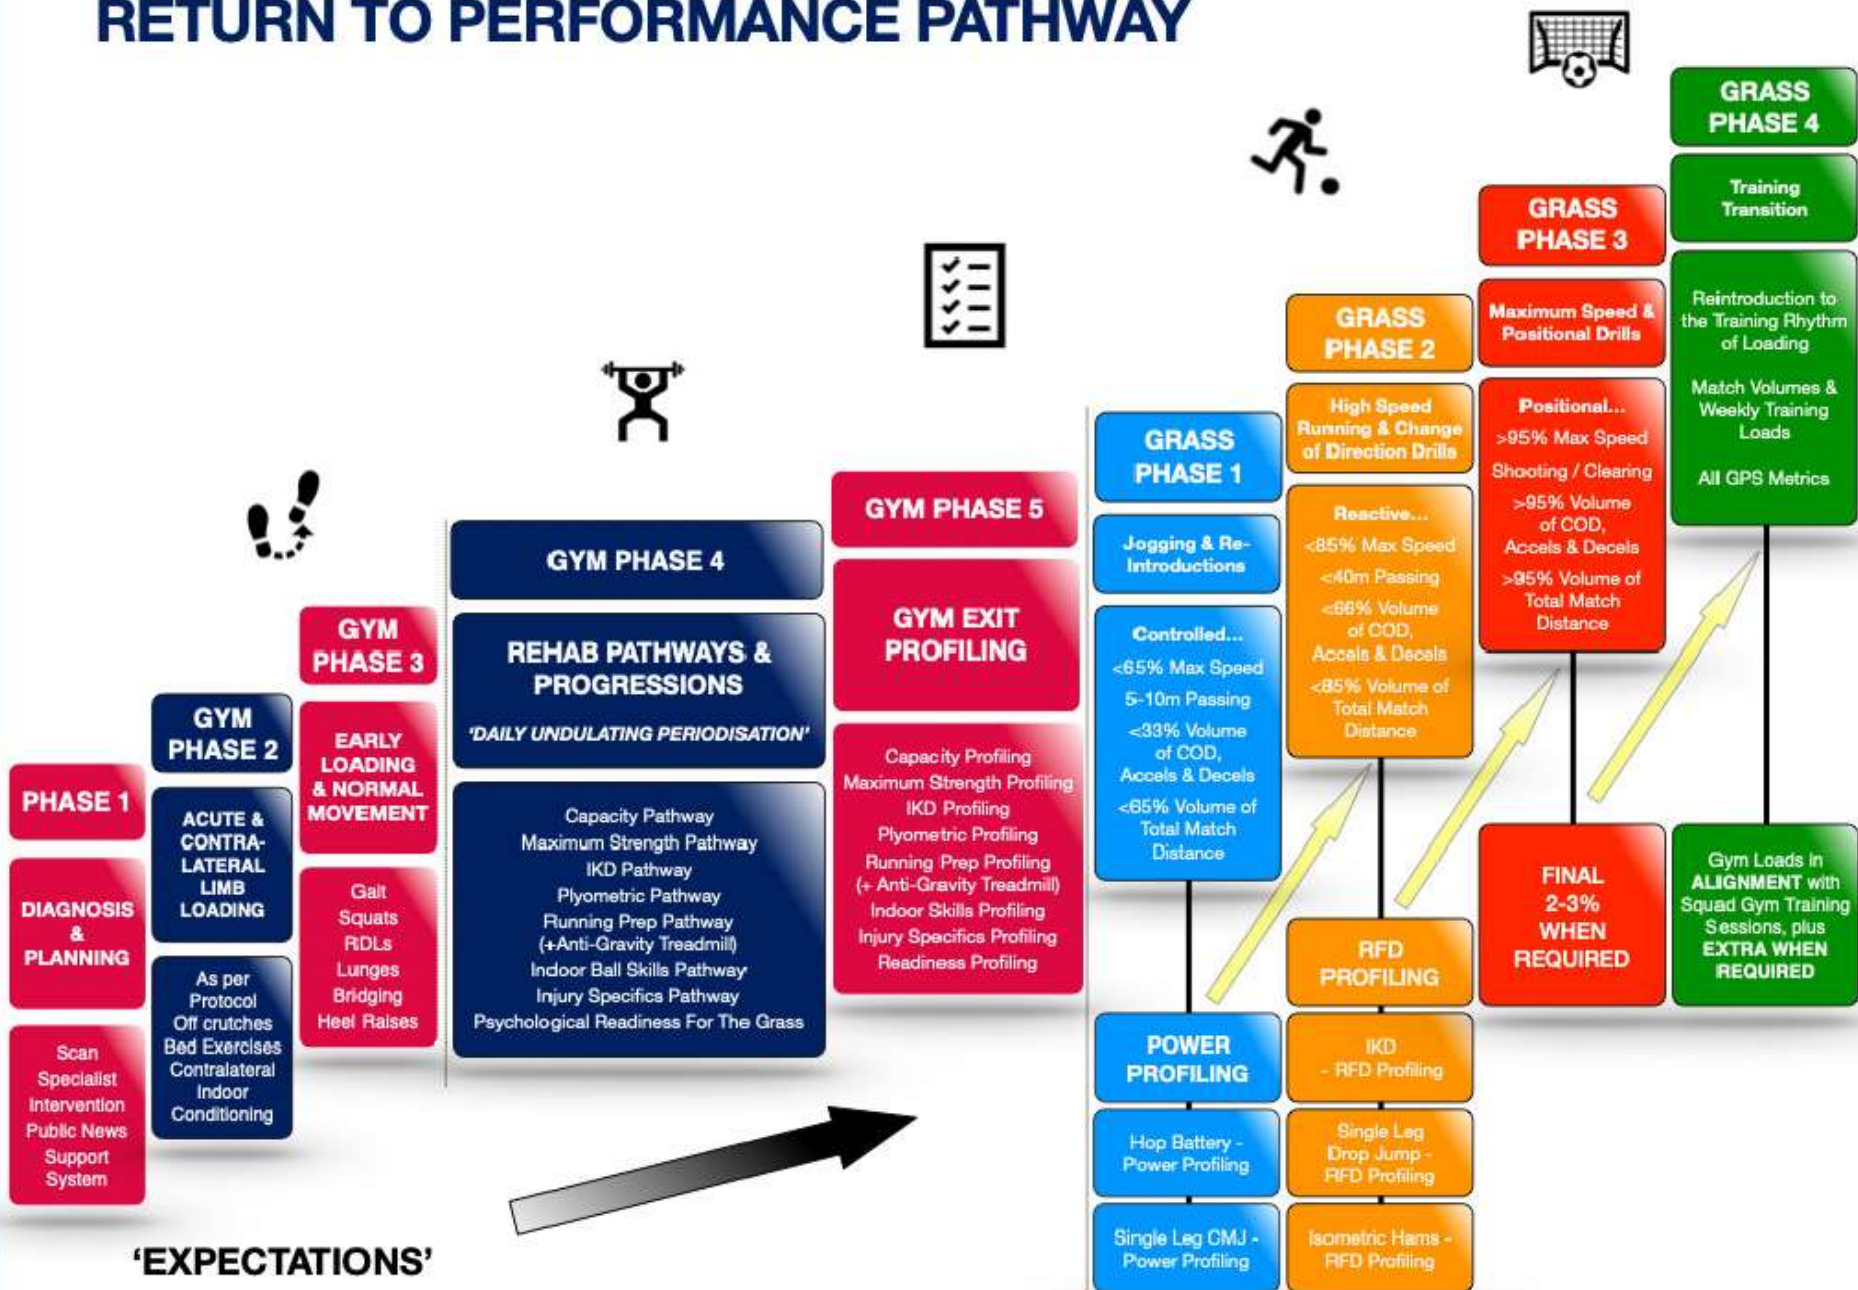 RETURN TO PERFORMANCE PATHWAY
PHASE 1
DIAGNOSIS
&
PLANNING
Scan
Specialist
Intervention
Public News
Support
System
GYM
PHASE 2
ACUTE &
CONTRA-
LATERAL
LIMB
LOADING
As per
Protocol
Off crutches
Bed Exercises
Contralateral
Indoor
Conditioning
GYM
PHASE 3
EARLY
LOADING
& NORMAL
MOVEMENT
Gait
Squats
RDLs
Lunges
Bridging
Heel Raises
GYM PHASE 4
REHAB PATHWAYS &
PROGRESSIONS
'DAILY UNDULATING PERIODISATION'
Capacity Pathway
Maximum Strength Pathway
IKD Pathway
Plyometric Pathway
Running Prep Pathway
(+Anti-Gravity Treadmill)
Indoor Ball Skills Pathway
Injury Specifics Pathway
Psychological Readiness For The Grass
GYM PHASE 5
GYM EXIT
PROFILING
Capacity Profiling
Maximum Strength Profiling
IKD Profiling
Plyometric Profiling
Running Prep Profiling
(+ Anti-Gravity Treadmill)
Indoor Skills Profiling
Injury Specifics Profiling
Readiness Profiling
GRASS
PHASE 1
Jogging & Re-
Introductions
Controlled...
<65% Max Speed
5-10m Passing
<33% Volume
of COD,
Accels & Decels
<65% Volume of
Total Match
Distance
POWER
PROFILING
Hop Battery -
Power Profiling
Single Leg CMJ -
Power Profiling
GRASS
PHASE 2
High Speed
Running & Change
of Direction Drills
Reactive...
<85% Max Speed
<40m Passing
<66% Volume
of COD,
Accels & Decels
<85% Volume of
Total Match
Distance
RFD
PROFILING
IKD
- RFD Profiling
Single Leg
Drop Jump -
RFD Profiling
Isometric Hams -
RFD Profiling
GRASS
PHASE 3
Maximum Speed &
Positional Drills
Positional...
>95% Max Speed
Shooting / Clearing
>95% Volume
of COD,
Accels & Decels
>95% Volume of
Total Match
Distance
FINAL
2-3%
WHEN
REQUIRED
GRASS
PHASE 4
Training
Transition
Reintroduction to
the Training Rhythm
of Loading
Match Volumes &
Weekly Training
Loads
All GPS Metrics
Gym Loads in
ALIGNMENT with
Squad Gym Training
Sessions, plus
EXTRA WHEN
REQUIRED
'EXPECTATIONS'